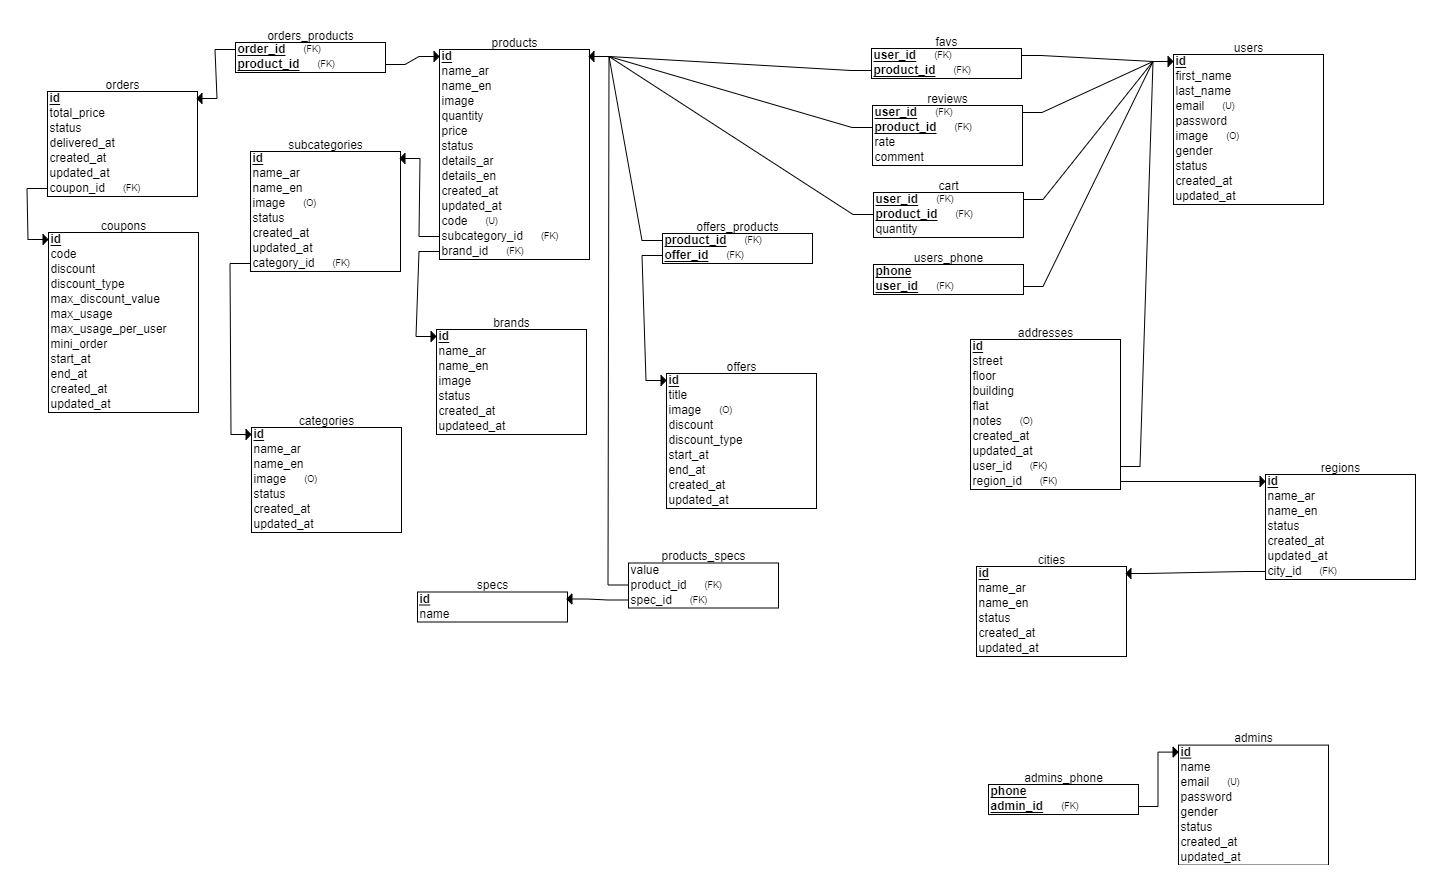 orders_products
order_id (FK)
product_id (FK)
products
id
name_ar
name_en
image
quantity
price
status
details_ar
details_en
created_at
updated_at
code (U)
subcategory_id (FK)
brand_id (FK)
favs
user_id (FK)
product_id (FK)
users
id
first_name
last_name
email (U)
password
image (O)
gender
status
created_at
updated_at
orders
id
total_price
status
delivered_at
created_at
updated_at
coupon_id (FK)
reviews
user_id (FK)
product_id (FK)
rate
comment
subcategories
id
name_ar
name_en
image (O)
status
created_at
updated_at
category_id (FK)
cart
user_id (FK)
product_id (FK)
quantity
coupons
id
code
discount
discount_type
max_discount_value
max_usage
max_usage_per_user
mini_order
start_at
end_at
created_at
updated_at
offers_products
product_id (FK)
offer_id (FK)
users_phone
phone
user_id (FK)
brands
id
name_ar
name_en
image
status
created_at
updateed_at
addresses
id
street
floor
building
flat
notes (O)
created_at
updated_at
user_id (FK)
region_id (FK)
offers
id
title
image (O)
discount
discount_type
start_at
end_at
created_at
updated_at
categories
id
name_ar
name_en
image (O)
status
created_at
updated_at
regions
id
name_ar
name_en
status
created_at
updated_at
city_id (FK)
products_specs
value
product_id (FK)
spec_id (FK)
cities
id
name_ar
name_en
status
created_at
updated_at
specs
id
name
admins
id
name
email (U)
password
gender
status
created_at
updated_at
admins_phone
phone
admin_id (FK)